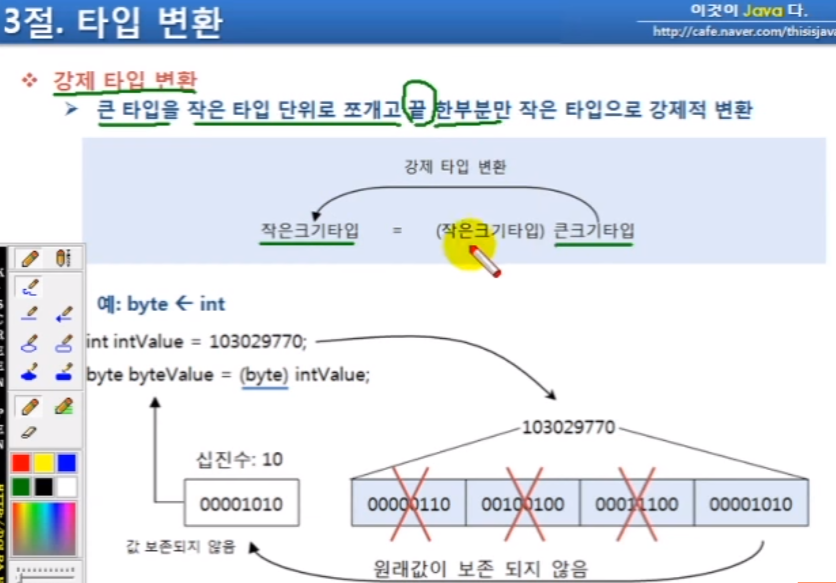 3절. 타입 변환
이것이 Java 다.
http://cafe.naver.com/thisisjav
강제 타입 변환
큰 타입을 작은 타입 단위로 쪼개고 끝 한부분만 작은 타입으로 강제적 변환
강제 타입 변환
작은크기타입 = (작은크기타입) 큰크기타입
예: byte ← int
int intValue = 103029770;
byte byteValue = (byte) intValue;
103029770
십진수: 10
00001010
00000110 00100100 00011100 00001010
값 보존되지 않음
원래값이 보존 되지 않음